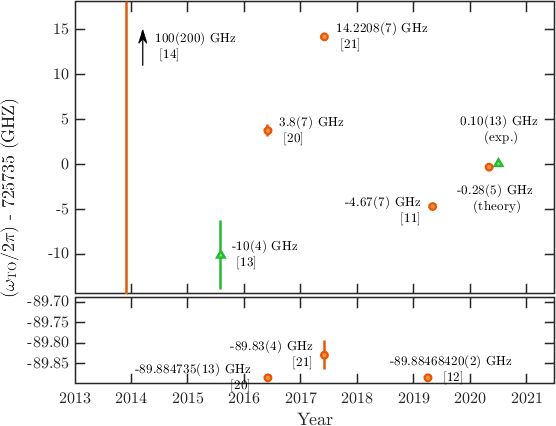 (ω_TO/2π) - 725735 (GHZ)
15
10
5
0
-5
-10
100(200) GHz
[14]
14.2208(7) GHz
[21]
3.8(7) GHz
[20]
0.10(13) GHz
(exp.)
-0.28(5) GHz
(theory)
-4.67(7) GHz
[11]
-10(4) GHz
[13]
-89.70
-89.75
-89.80
-89.85
-89.83(4) GHz
[21]
-89.884735(13) GHz
[20]
-89.88468420(2) GHz
[12]
2013 2014 2015 2016 2017 2018 2019 2020 2021
Year